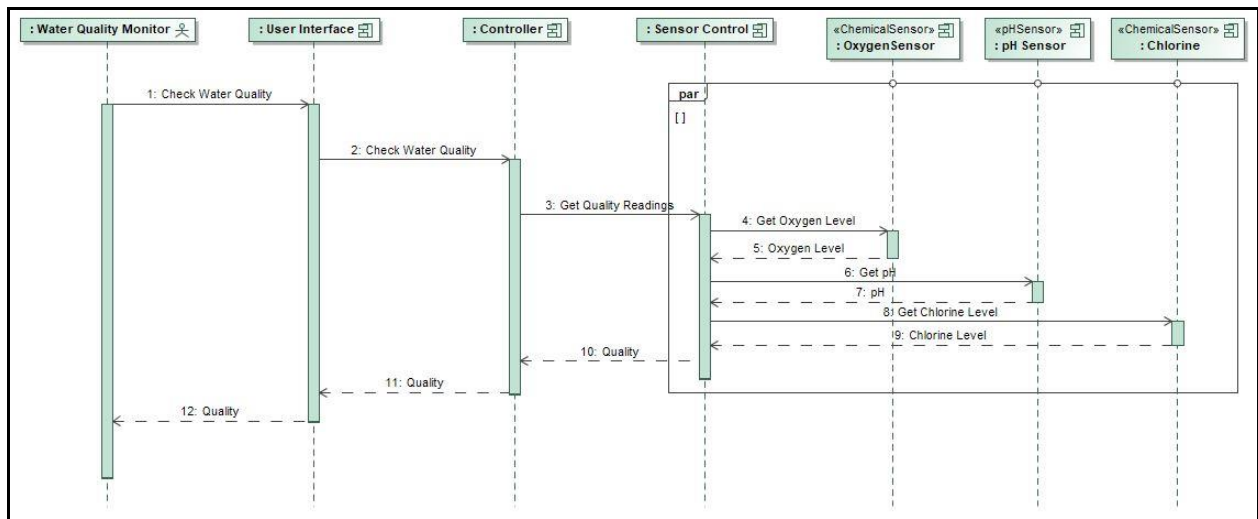 : Water Quality Monitor
: User Interface
: Controller
: Sensor Control
«ChemicalSensor»
: OxygenSensor
«pHSensor»
: pH Sensor
«ChemicalSensor»
: Chlorine
par
[ ]
1: Check Water Quality
2: Check Water Quality
3: Get Quality Readings
4: Get Oxygen Level
5: Oxygen Level
6: Get pH
7: pH
8: Get Chlorine Level
9: Chlorine Level
10: Quality
11: Quality
12: Quality